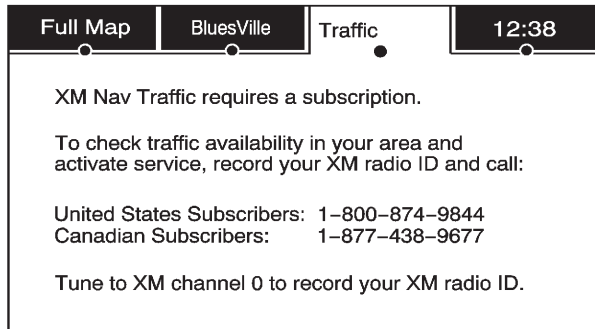 Full Map BluesVille Traffic 12:38
XM Nav Traffic requires a subscription.
To check traffic availability in your area and
activate service, record your XM radio ID and call:
United States Subscribers: 1–800–874–9844
Canadian Subscribers: 1–877–438–9677
Tune to XM channel 0 to record your XM radio ID.